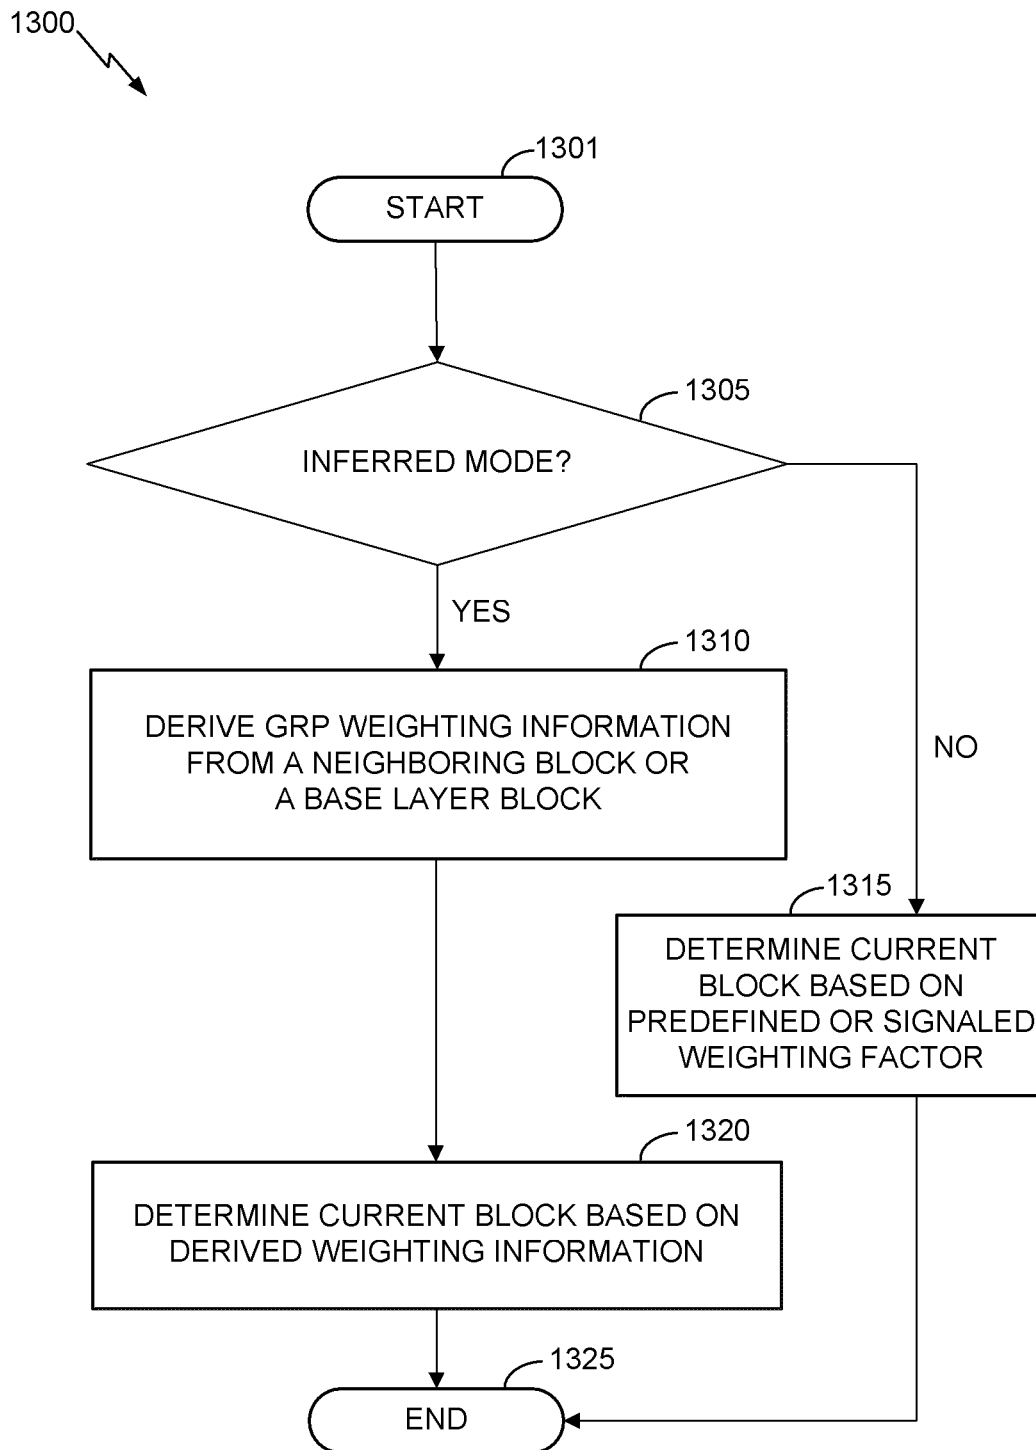 1300
1301
START
1305
INFERRED MODE?
YES
1310
DERIVE GRP WEIGHTING INFORMATION
FROM A NEIGHBORING BLOCK OR
A BASE LAYER BLOCK
NO
1315
DETERMINE CURRENT
BLOCK BASED ON
PREDEFINED OR SIGNALED
WEIGHTING FACTOR
1320
DETERMINE CURRENT BLOCK BASED ON
DERIVED WEIGHTING INFORMATION
1325
END